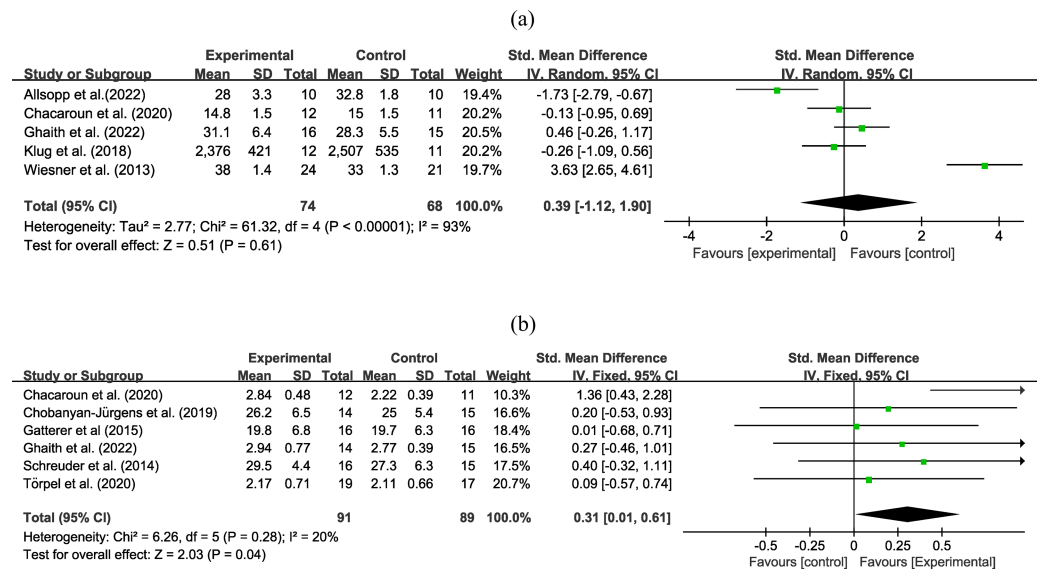 (a)
Experimental Control Std. Mean Difference Std. Mean Difference
Study or Subgroup Mean SD Total Mean SD Total Weight IV, Random, 95% CI IV, Random, 95% CI
Allsopp et al.(2022) 28 3.3 10 32.8 1.8 10 19.4% -1.73 [-2.79, -0.67]
Chacaroun et al. (2020) 14.8 1.5 12 15 1.5 11 20.2% -0.13 [-0.95, 0.69]
Ghaith et al. (2022) 31.1 6.4 16 28.3 5.5 15 20.5% 0.46 [-0.26, 1.17]
Klug et al. (2018) 2,376 421 12 2,507 535 11 20.2% -0.26 [-1.09, 0.56]
Wiesner et al. (2013) 38 1.4 24 33 1.3 21 19.7% 3.63 [2.65, 4.61]
Total (95% CI) 74 68 100.0% 0.39 [-1.12, 1.90]
Heterogeneity: Tau² = 2.77; Chi² = 61.32, df = 4 (P < 0.00001); I² = 93%
Test for overall effect: Z = 0.51 (P = 0.61)
-4 -2 0 2 4
Favours [experimental] Favours [control]
(b)
Experimental Control Std. Mean Difference Std. Mean Difference
Study or Subgroup Mean SD Total Mean SD Total Weight IV, Fixed, 95% CI IV, Fixed, 95% CI
Chacaroun et al. (2020) 2.84 0.48 12 2.22 0.39 11 10.3% 1.36 [0.43, 2.28]
Chobanyan-Jürgens et al. (2019) 26.2 6.5 14 25 5.4 15 16.6% 0.20 [-0.53, 0.93]
Gatterer et al (2015) 19.8 6.8 16 19.7 6.3 16 18.4% 0.01 [-0.68, 0.71]
Ghaith et al. (2022) 2.94 0.77 14 2.77 0.39 15 16.5% 0.27 [-0.46, 1.01]
Schreuder et al. (2014) 29.5 4.4 16 27.3 6.3 15 17.5% 0.40 [-0.32, 1.11]
Törpel et al. (2020) 2.17 0.71 19 2.11 0.66 17 20.7% 0.09 [-0.57, 0.74]
Total (95% CI) 91 89 100.0% 0.31 [0.01, 0.61]
Heterogeneity: Chi² = 6.26, df = 5 (P = 0.28); I² = 20%
Test for overall effect: Z = 2.03 (P = 0.04)
-0.5 -0.25 0 0.25 0.5
Favours [control] Favours [Experimental]